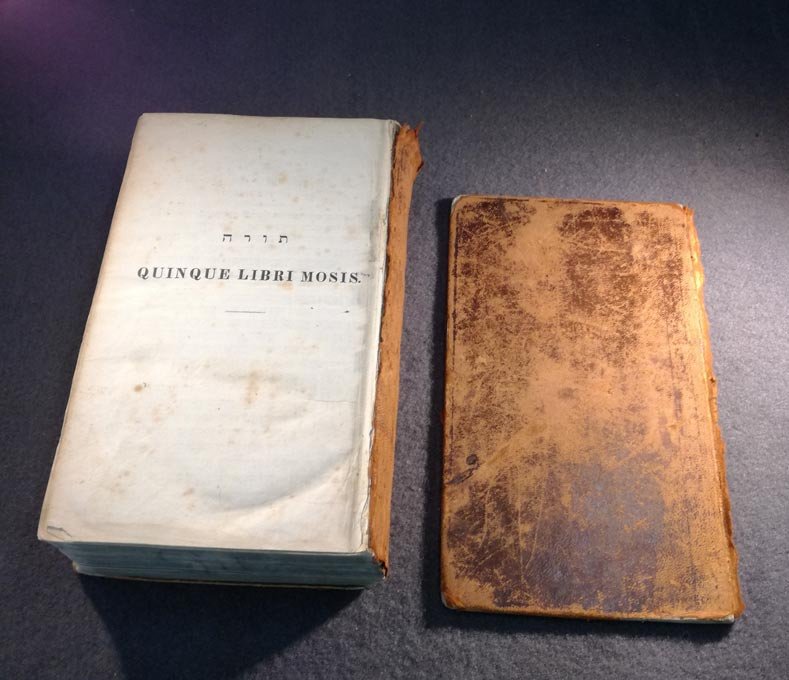 תורה
QUINQUE LIBRI MOSIS.